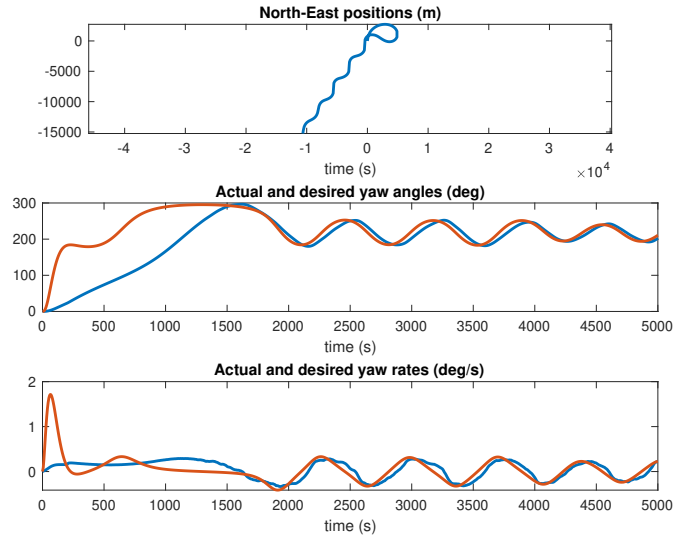 North-East positions (m)
0
-5000
-10000
-15000
-4 -3 -2 -1 0 1 2 3 4
time (s)
×10⁴
Actual and desired yaw angles (deg)
300
200
100
0
0 500 1000 1500 2000 2500 3000 3500 4000 4500 5000
time (s)
Actual and desired yaw rates (deg/s)
2
1
0
0 500 1000 1500 2000 2500 3000 3500 4000 4500 5000
time (s)